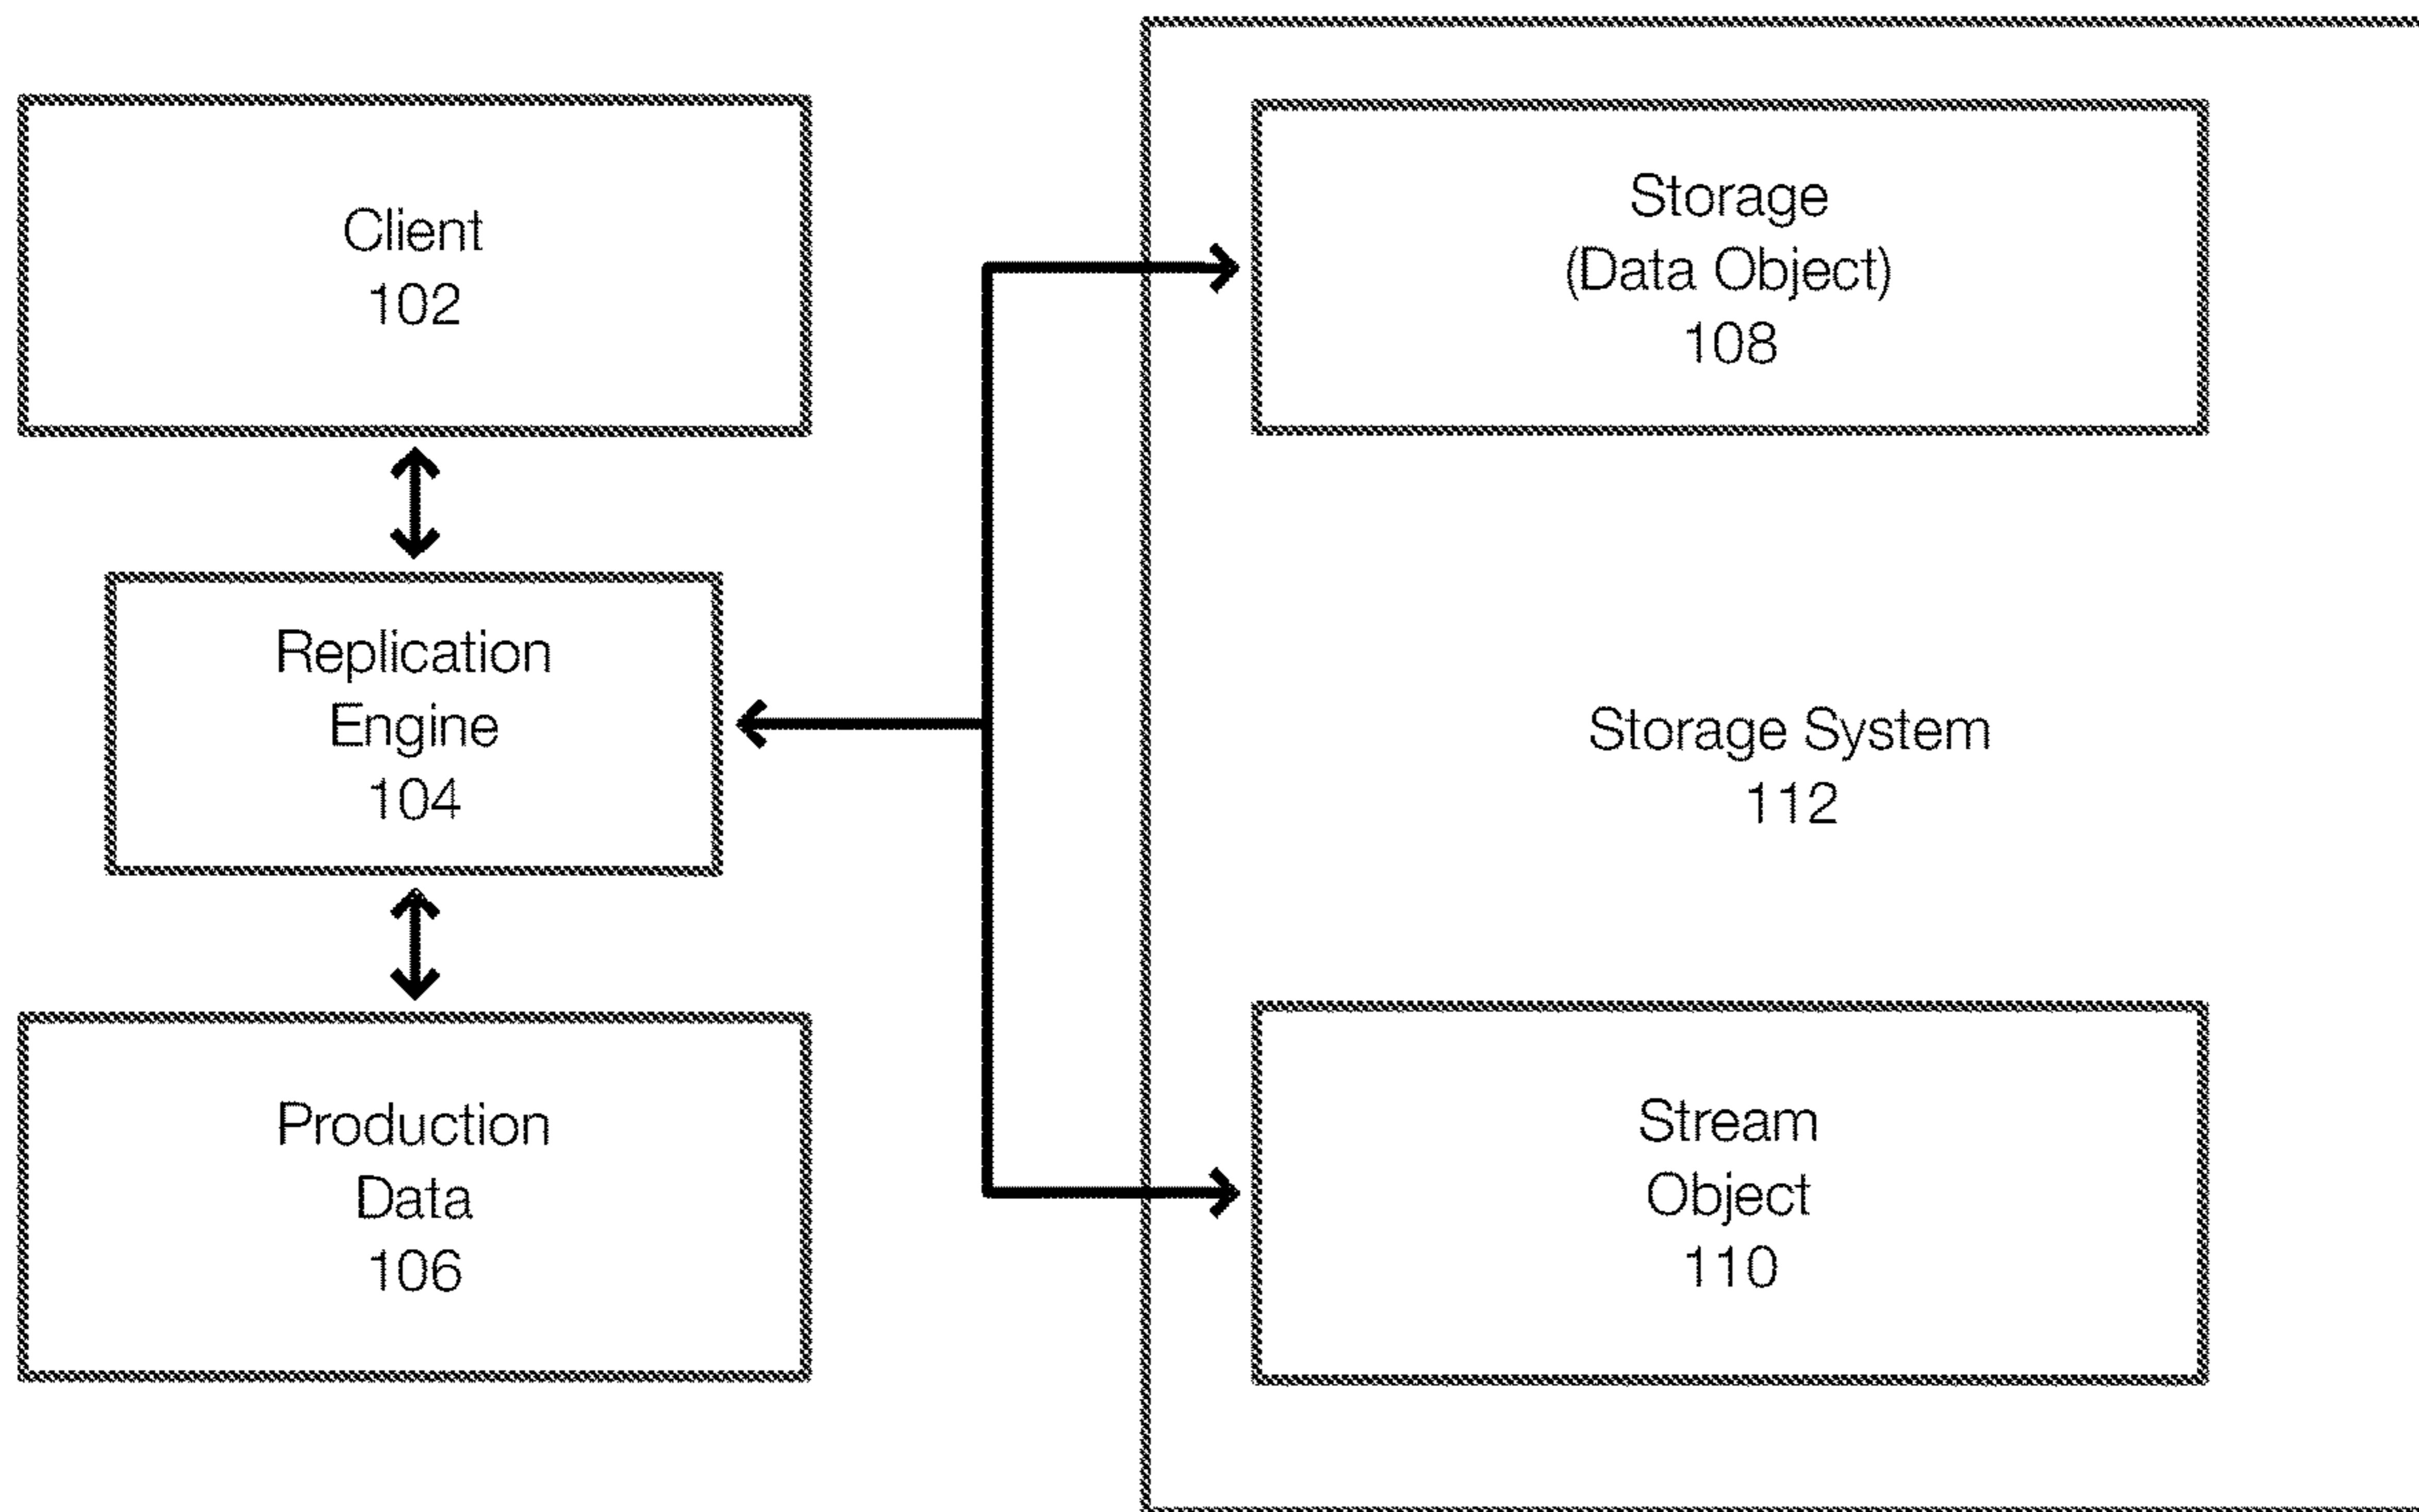 Client
102
Replication
Engine
104
Production
Data
106
Storage
(Data Object)
108
Storage System
112
Stream
Object
110